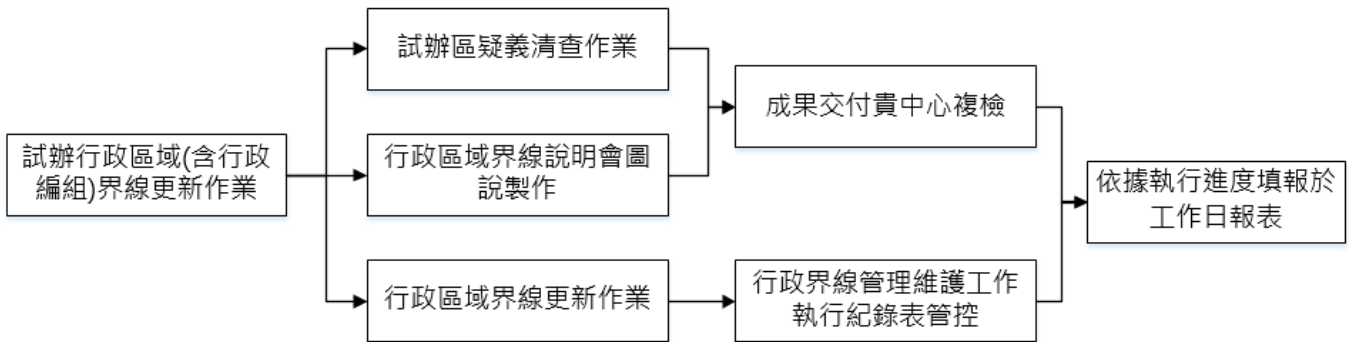 試辦行政區域(含行政
編組)界線更新作業
試辦區疑義清查作業
行政區域界線說明會圖
說製作
行政區域界線更新作業
成果交付貴中心複檢
行政界線管理維護工作
執行紀錄表管控
依據執行進度填報於
工作日報表